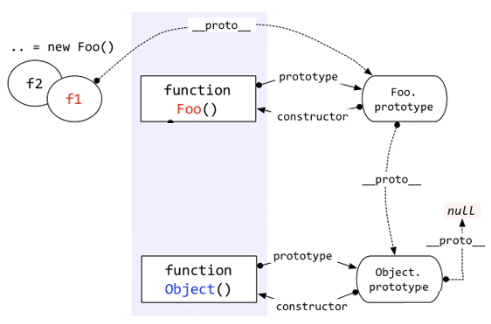 __proto__
.. = new Foo()
f2
f1
function
Foo()
prototype
constructor
Foo.
prototype
__proto__
null
__proto__
function
Object()
prototype
constructor
Object.
prototype